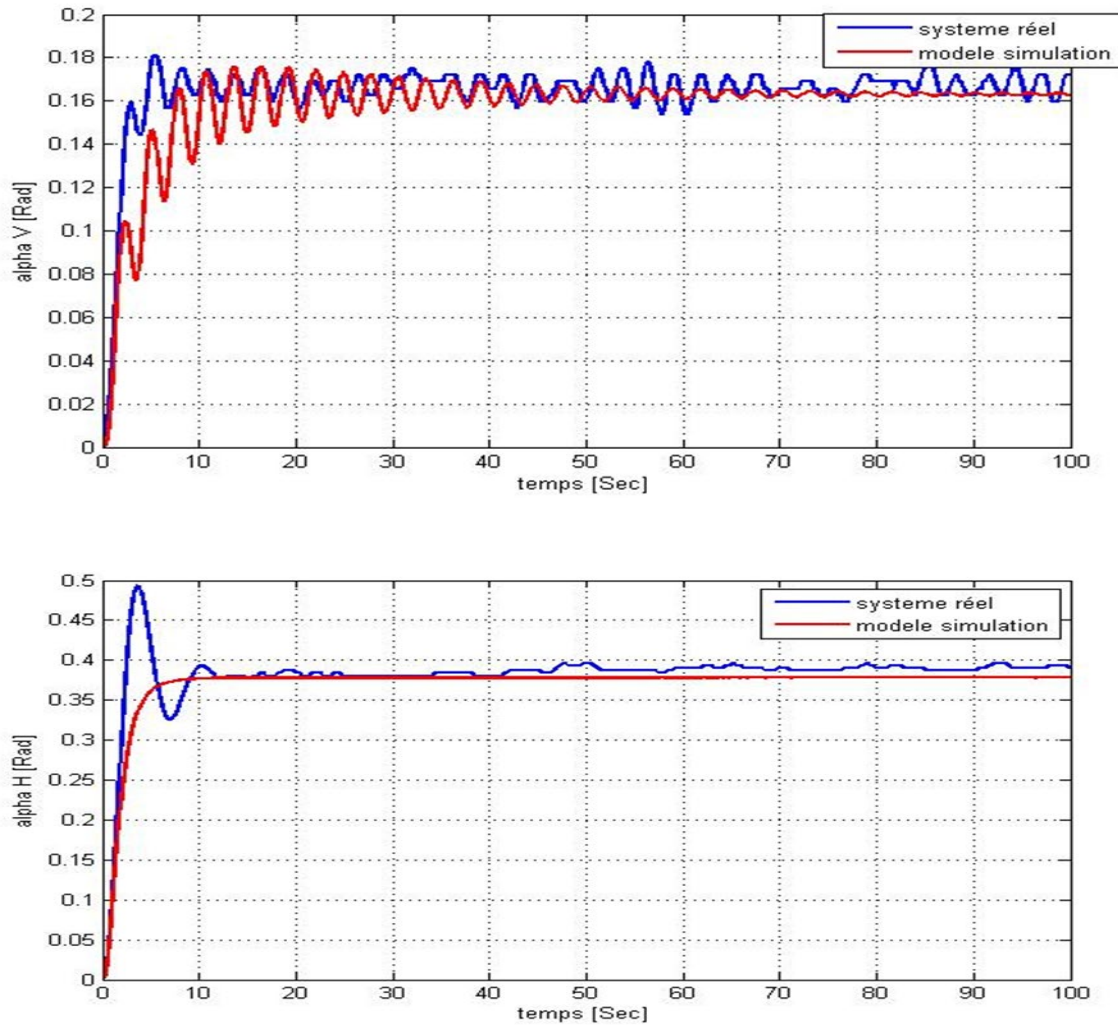 0.2
0.18
0.16
0.14
0.12
0.1
0.08
0.06
0.04
0.02
0
alpha V [Rad]
systeme réel
modele simulation
0 10 20 30 40 50 60 70 80 90 100
temps [Sec]
0.5
0.45
0.4
0.35
0.3
0.25
0.2
0.15
0.1
0.05
0
alpha H [Rad]
systeme réel
modele simulation
0 10 20 30 40 50 60 70 80 90 100
temps [Sec]